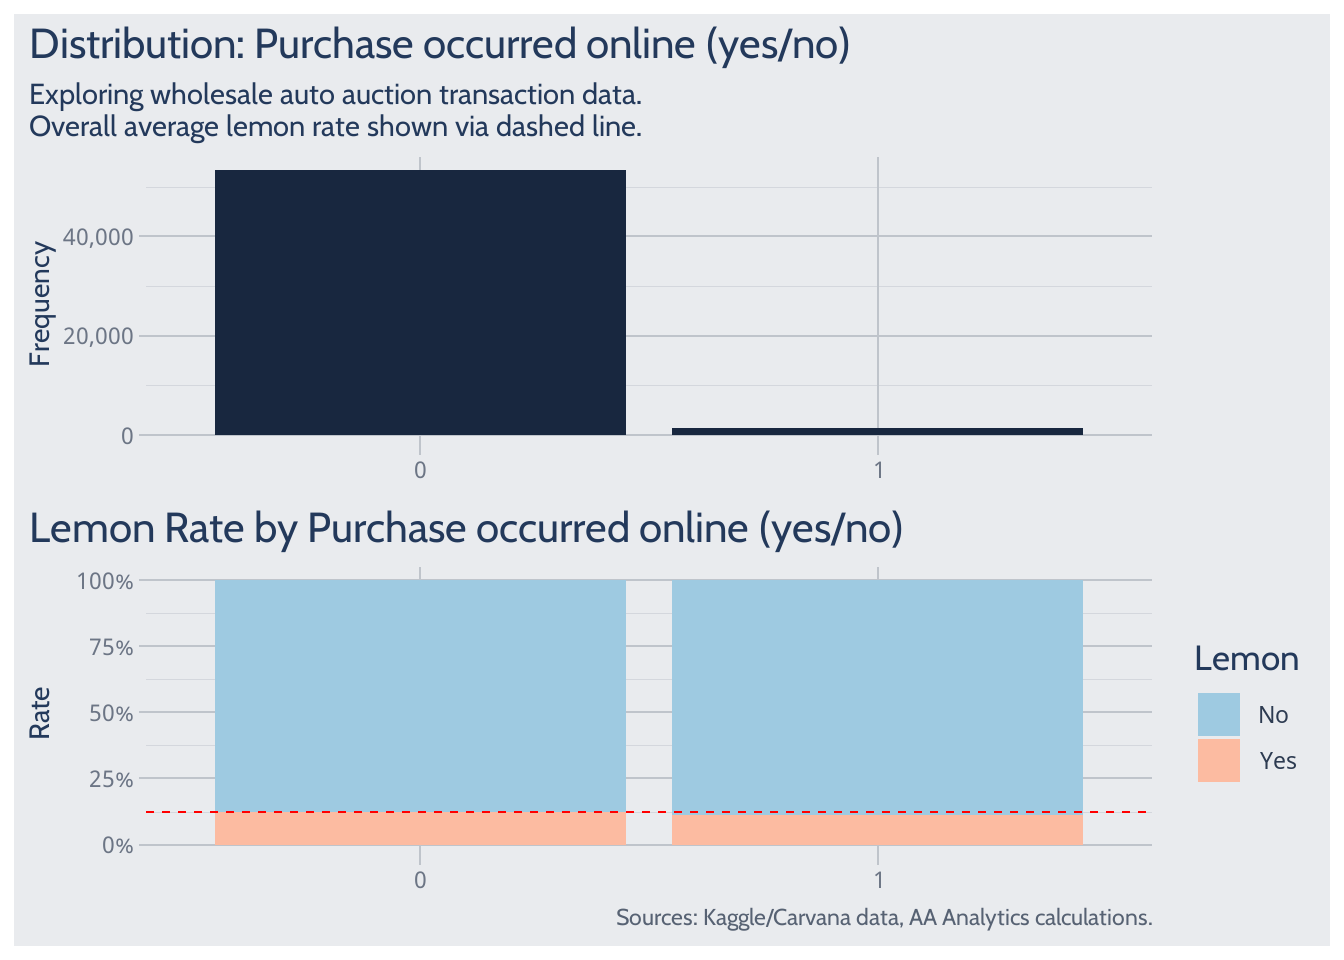 Distribution: Purchase occurred online (yes/no)
Exploring wholesale auto auction transaction data.
Overall average lemon rate shown via dashed line.
Frequency
40,000
20,000
0
0
1
Lemon Rate by Purchase occurred online (yes/no)
Rate
100%
75%
50%
25%
0%
0
1
Lemon
No
Yes
Sources: Kaggle/Carvana data, AA Analytics calculations.